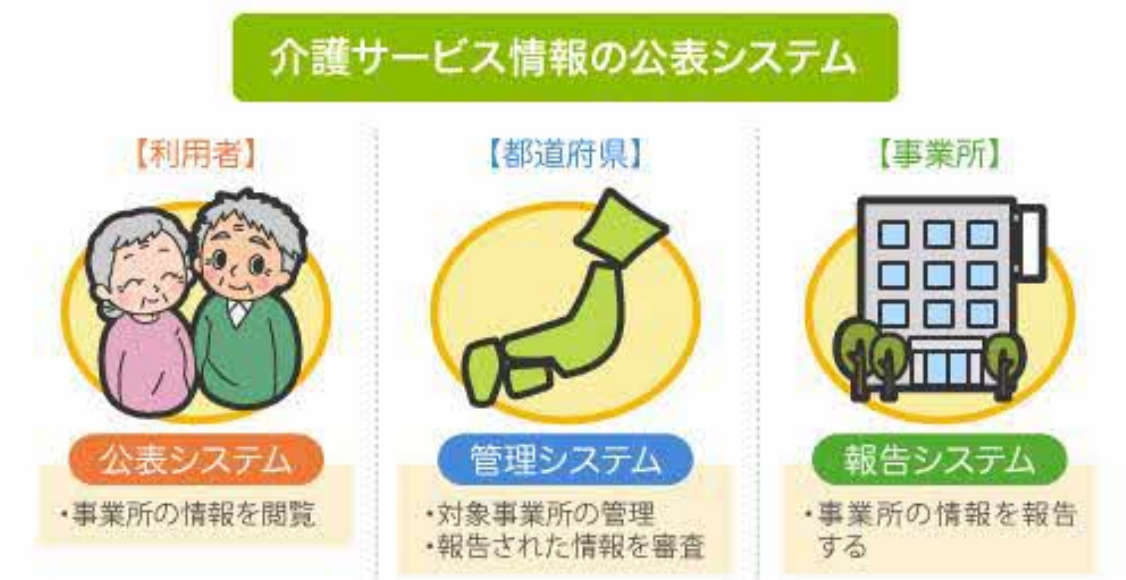 介護サービス情報の公表システム
【利用者】
公表システム
・事業所の情報を閲覧
【都道府県】
管理システム
・対象事業所の管理
・報告された情報を審査
【事業所】
報告システム
・事業所の情報を報告
する